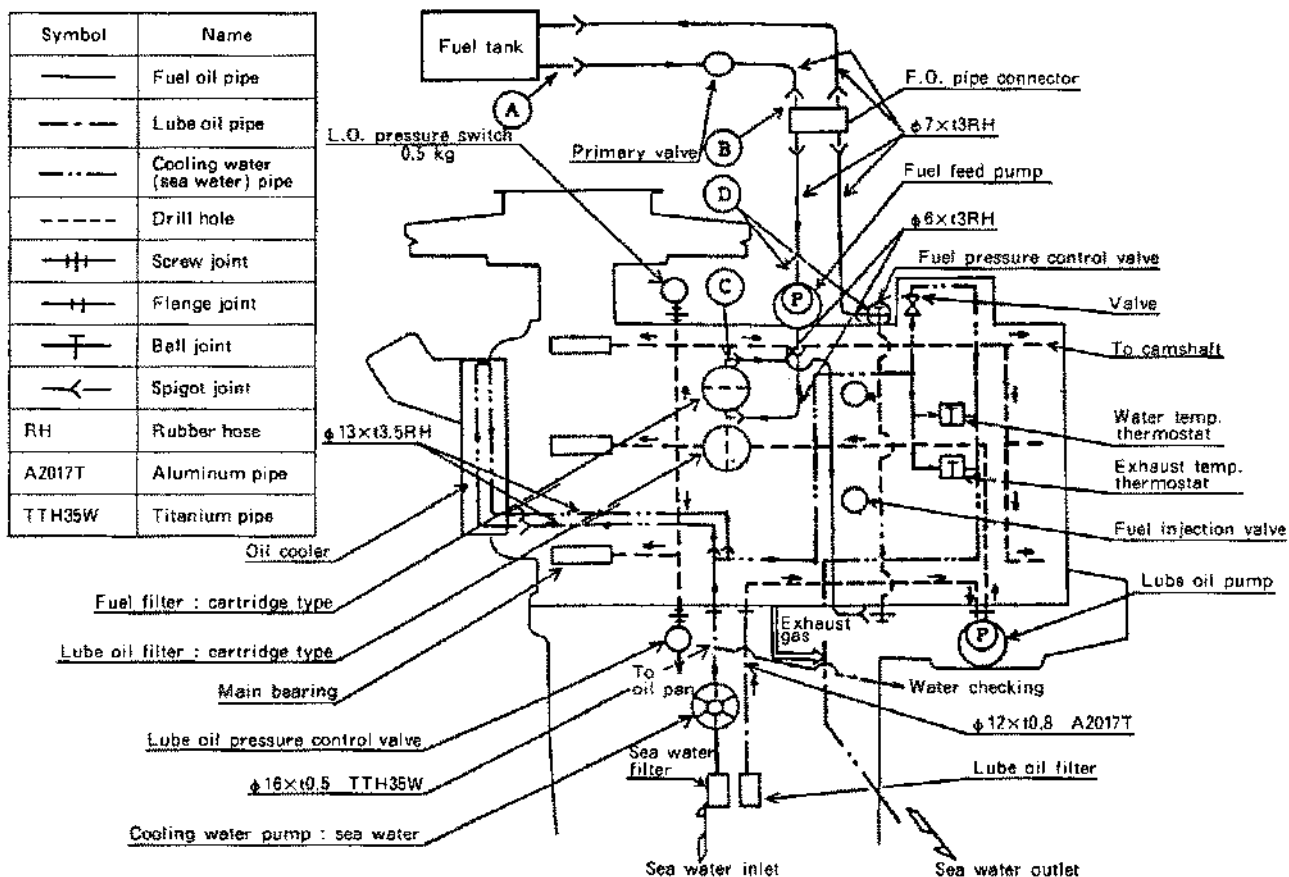 Symbol Name
Fuel oil pipe
Lube oil pipe
Cooling water
(sea water) pipe
Drill hole
Screw joint
Flange joint
Ball joint
Spigot joint
RH Rubber hose
A2017T Aluminum pipe
TTH35W Titanium pipe
Fuel tank
A
F.O. pipe connector
L.O. pressure switch
0.5 kg
Primary valve
B
φ7×t3RH
D
Fuel feed pump
φ6×t3RH
C
P
Fuel pressure control valve
Valve
To camshaft
φ13×t3.5RH
T
Water temp.
thermostat
T
Exhaust temp.
thermostat
Fuel injection valve
Oil cooler
Lube oil pump
Fuel filter : cartridge type
Exhaust
gas
P
Lube oil filter : cartridge type
To
oil pan
Water checking
Main bearing
φ12×t0.8 A2017T
Lube oil pressure control valve
Sea water
filter
Lube oil filter
φ16×t0.5 TTH35W
Cooling water pump : sea water
Sea water inlet
Sea water outlet